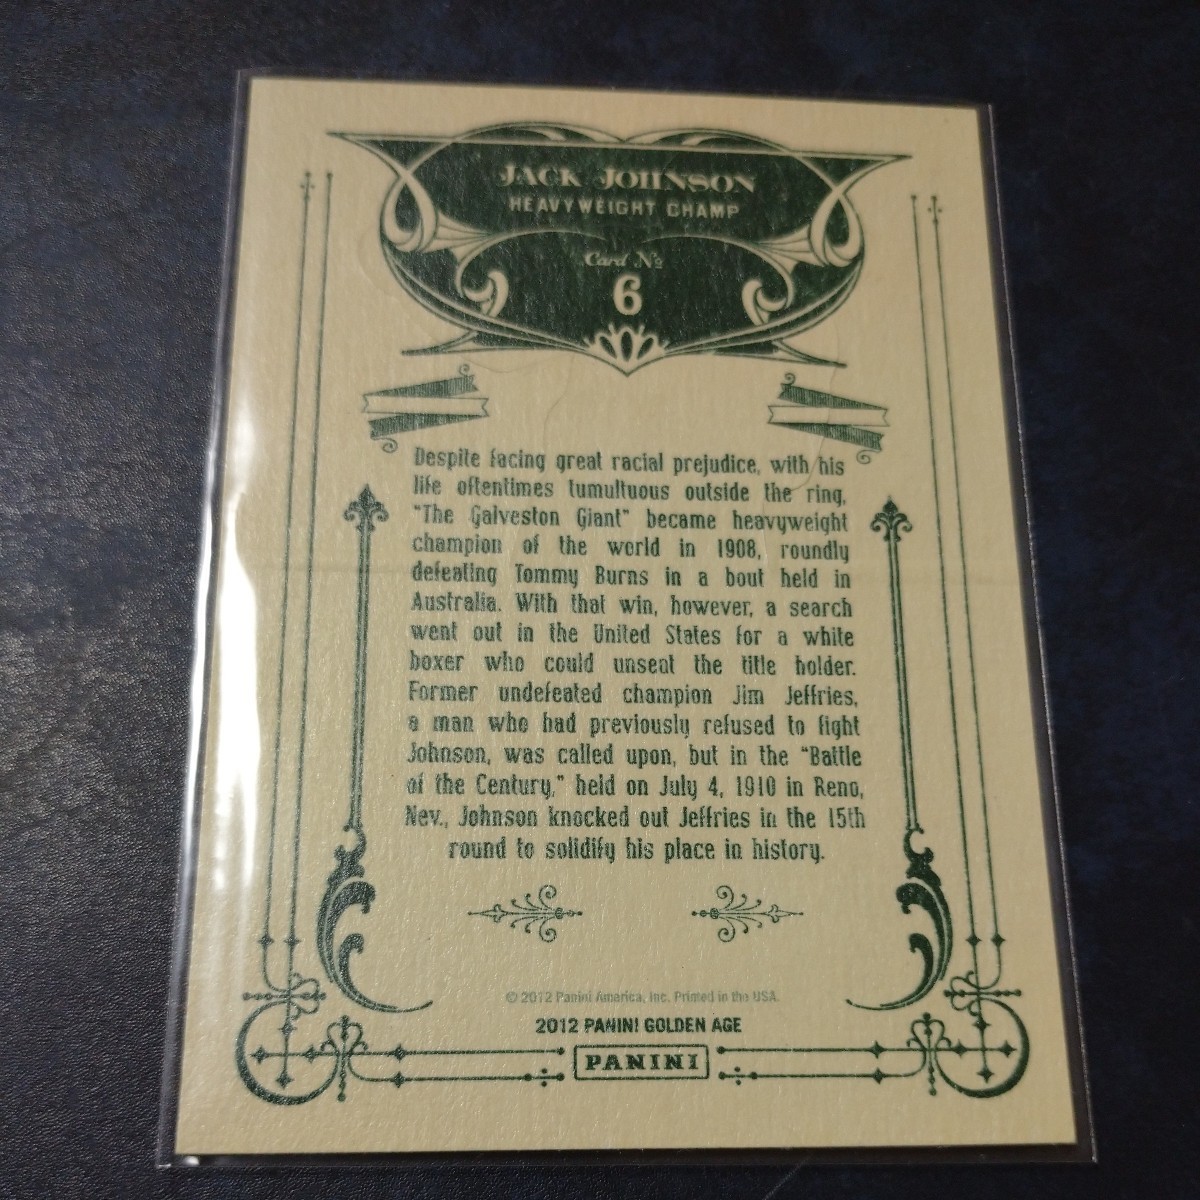 JACK JOHNSON
HEAVYWEIGHT CHAMP
Card No
6
Despite facing great racial prejudice, with his
life oftentimes tumultuous outside the ring,
"The Galveston Giant" became heavyweight
champion of the world in 1908, roundly
defeating Tommy Burns in a bout held in
Australia. With that win, however, a search
went out in the United States for a white
boxer who could unseat the title holder.
Former undefeated champion Jim Jeffries,
a man who had previously refused to fight
Johnson, was called upon, but in the "Battle
of the Century," held on July 4, 1910 in Reno,
Nev., Johnson knocked out Jeffries in the 15th
round to solidify his place in history.
© 2012 Panini America, Inc. Printed in the USA.
2012 PANINI GOLDEN AGE
PANINI